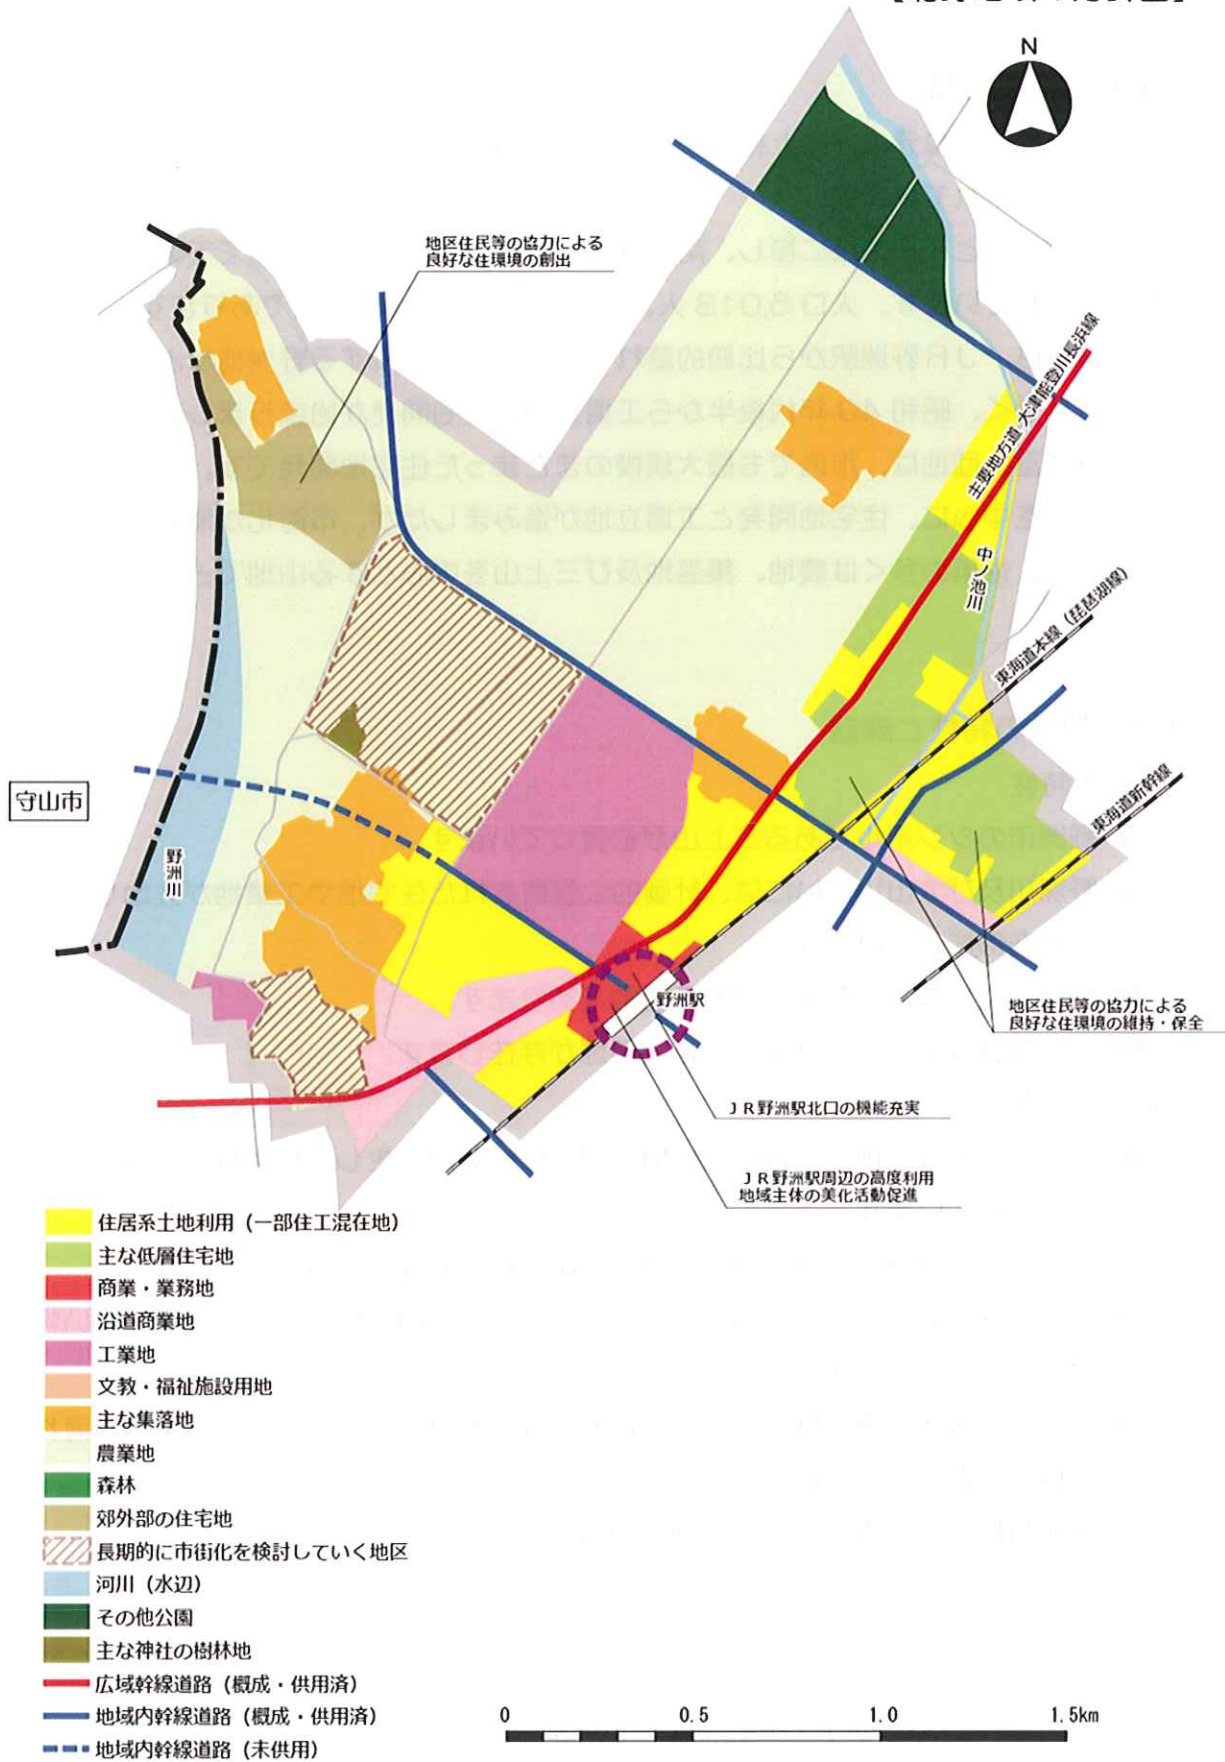 N
地区住民等の協力による
良好な住環境の創出
主要地方道 大津能登川長浜線
中ノ池川
東海道本線（琵琶湖線）
東海道新幹線
守山市
野洲川
野洲駅
地区住民等の協力による
良好な住環境の維持・保全
ＪＲ野洲駅北口の機能充実
ＪＲ野洲駅周辺の高度利用
地域主体の美化活動促進
住居系土地利用（一部住工混在地）
主な低層住宅地
商業・業務地
沿道商業地
工業地
文教・福祉施設用地
主な集落地
農業地
森林
郊外部の住宅地
長期的に市街化を検討していく地区
河川（水辺）
その他公園
主な神社の樹林地
広域幹線道路（概成・供用済）
地域内幹線道路（概成・供用済）
地域内幹線道路（未供用）
0 0.5 1.0 1.5km